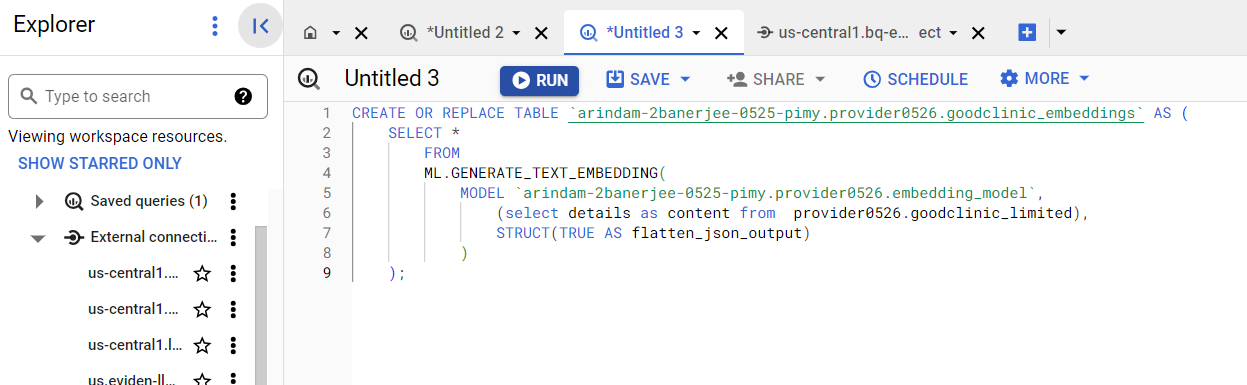 Explorer
*Untitled 2
*Untitled 3
us-central1.bq-e... ect
Type to search
?
Untitled 3
RUN
SAVE
SHARE
SCHEDULE
MORE
Viewing workspace resources.
SHOW STARRED ONLY
Saved queries (1)
External connecti...
us-central1....
us-central1....
us-central1.l...
us.eviden-ll...
1 CREATE OR REPLACE TABLE `arindam-2banerjee-0525-pimy.provider0526.goodclinic_embeddings` AS (
2 SELECT *
3 FROM
4 ML.GENERATE_TEXT_EMBEDDING(
5 MODEL `arindam-2banerjee-0525-pimy.provider0526.embedding_model`,
6 (select details as content from  provider0526.goodclinic_limited),
7 STRUCT(TRUE AS flatten_json_output)
8 )
9 );